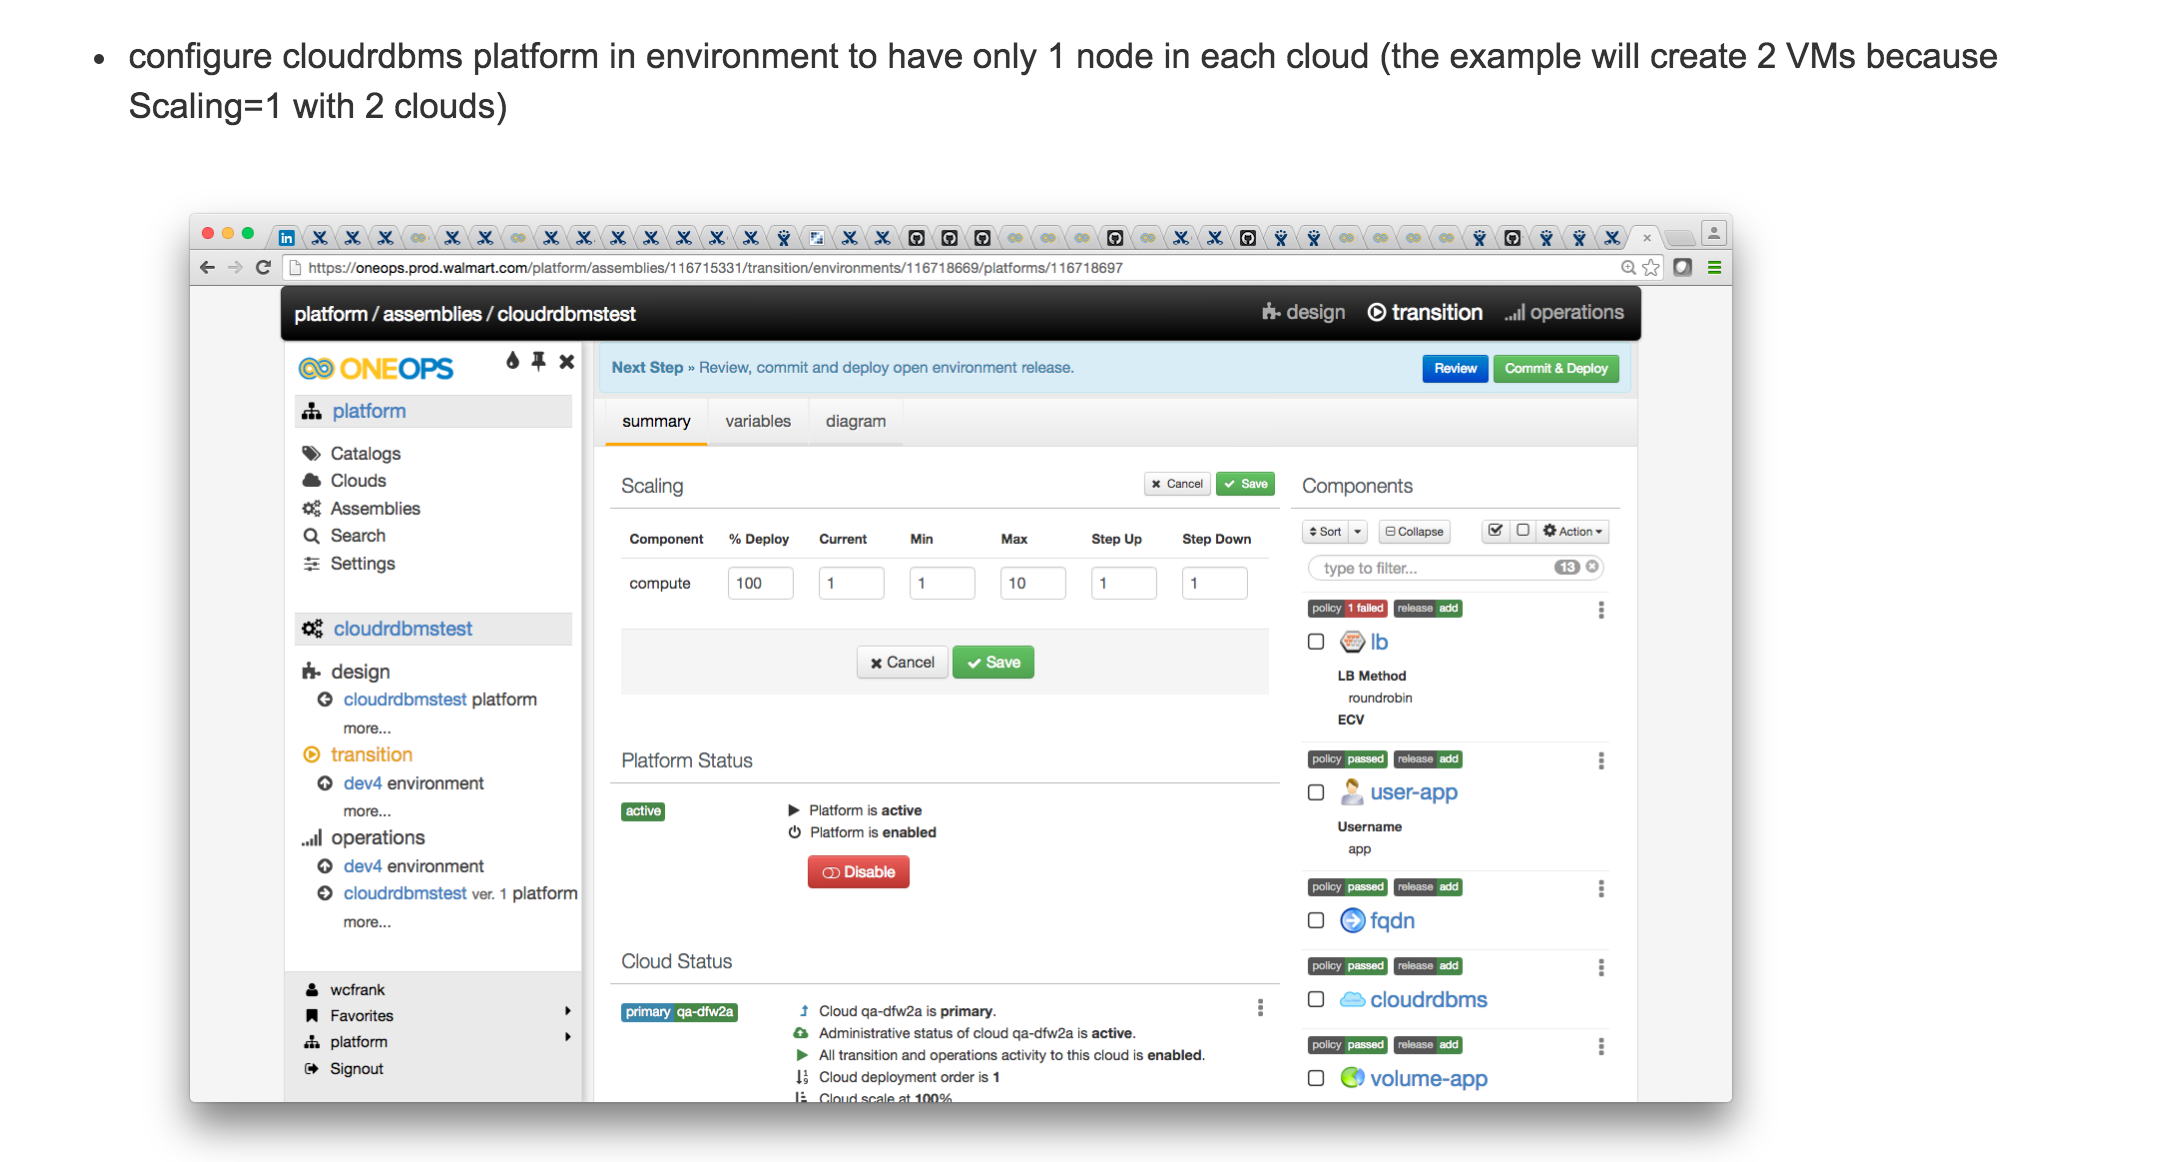 configure cloudrdbms platform in environment to have only 1 node in each cloud (the example will create 2 VMs because
Scaling=1 with 2 clouds)
https://oneops.prod.walmart.com/platform/assemblies/116715331/transition/environments/116718669/platforms/116718697
platform / assemblies / cloudrdbmstest
design
transition
operations
ONEOPS
platform
Catalogs
Clouds
Assemblies
Search
Settings
cloudrdbmstest
design
cloudrdbmstest platform
more...
transition
dev4 environment
more...
operations
dev4 environment
cloudrdbmstest ver. 1 platform
more...
wcfrank
Favorites
platform
Signout
Next Step » Review, commit and deploy open environment release.
Review
Commit & Deploy
summary variables diagram
Scaling
Cancel Save
Component % Deploy Current Min Max Step Up Step Down
compute 100 1 1 10 1 1
Cancel Save
Platform Status
active
Platform is active
Platform is enabled
Disable
Cloud Status
primary qa-dfw2a
Cloud qa-dfw2a is primary.
Administrative status of cloud qa-dfw2a is active.
All transition and operations activity to this cloud is enabled.
Cloud deployment order is 1
Cloud scale at 100%
Components
Sort Collapse Action
type to filter... 13
policy 1 failed release add
lb
LB Method
roundrobin
ECV
policy passed release add
user-app
Username
app
policy passed release add
fqdn
policy passed release add
cloudrdbms
policy passed release add
volume-app